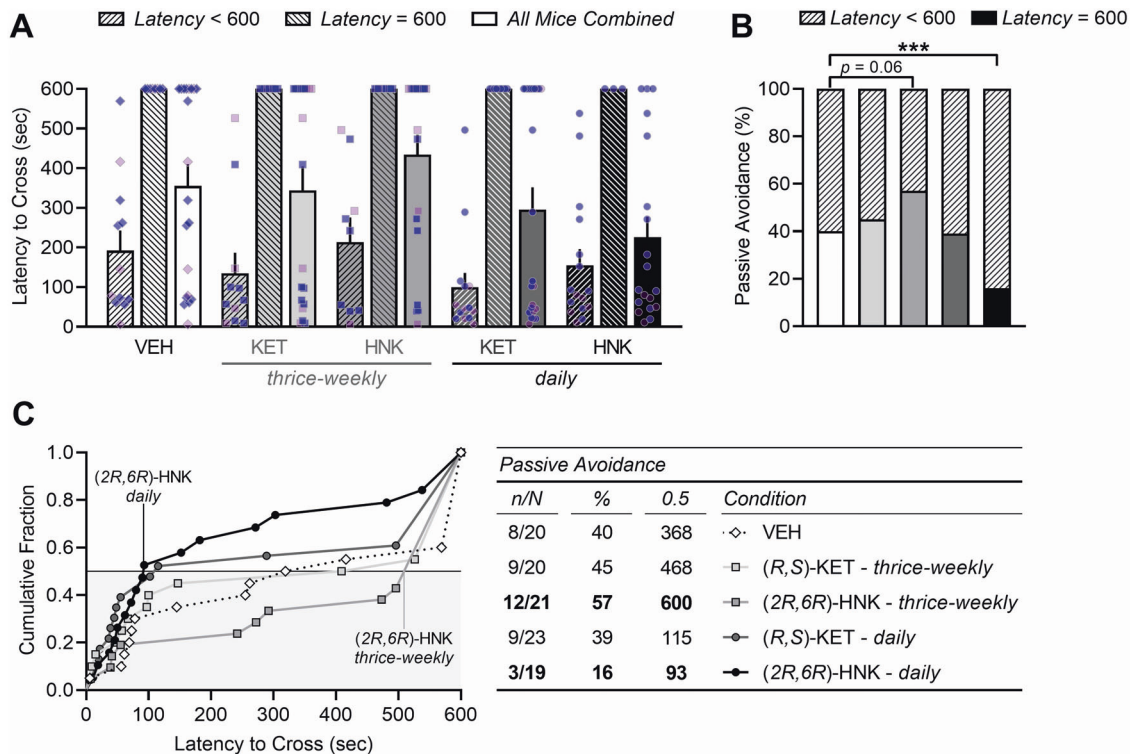 A
Latency < 600
Latency = 600
All Mice Combined
Latency to Cross (sec)
600
500
400
300
200
100
0
VEH
KET
HNK
KET
HNK
thrice-weekly
daily
B
Latency < 600
Latency = 600
***
p = 0.06
Passive Avoidance (%)
100
80
60
40
20
0
C
Cumulative Fraction
1.0
0.8
0.6
0.4
0.2
0.0
(2R,6R)-HNK
daily
(2R,6R)-HNK
thrice-weekly
0 100 200 300 400 500 600
Latency to Cross (sec)
Passive Avoidance
n/N % 0.5 Condition
8/20 40 368 VEH
9/20 45 468 (R,S)-KET - thrice-weekly
12/21 57 600 (2R,6R)-HNK - thrice-weekly
9/23 39 115 (R,S)-KET - daily
3/19 16 93 (2R,6R)-HNK - daily